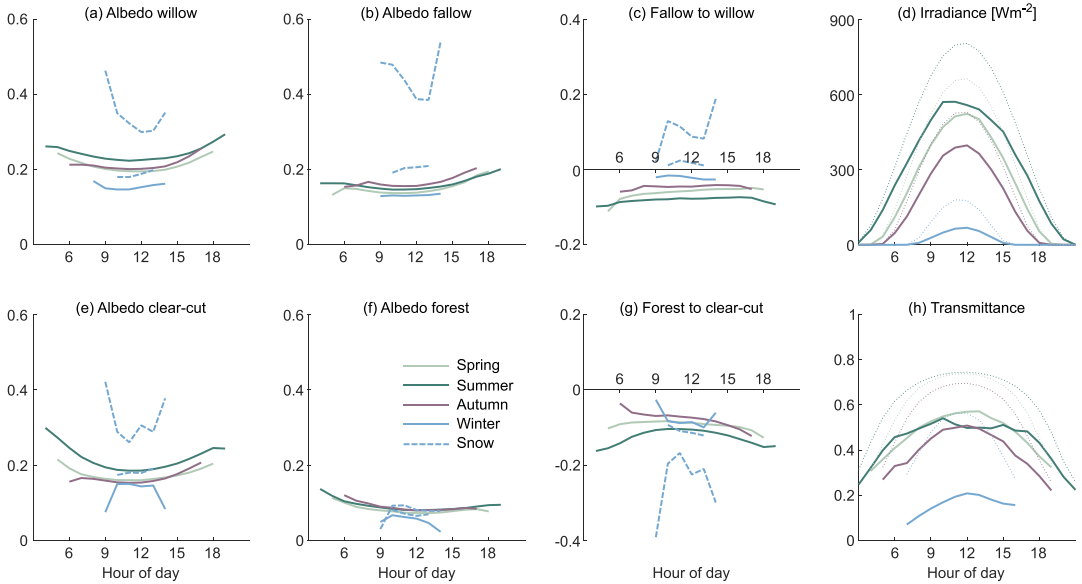 (a) Albedo willow
(b) Albedo fallow
(c) Fallow to willow
(d) Irradiance [Wm⁻²]
0.6
0.4
0.2
0
6 9 12 15 18
0.6
0.4
0.2
0
6 9 12 15 18
0.4
0.2
0
-0.2
6 9 12 15 18
900
600
300
0
6 9 12 15 18
(e) Albedo clear-cut
(f) Albedo forest
(g) Forest to clear-cut
(h) Transmittance
0.6
0.4
0.2
0
6 9 12 15 18
Hour of day
0.6
0.4
0.2
0
6 9 12 15 18
Hour of day
Spring
Summer
Autumn
Winter
Snow
0.2
0
-0.2
-0.4
6 9 12 15 18
Hour of day
1
0.8
0.6
0.4
0.2
0
6 9 12 15 18
Hour of day